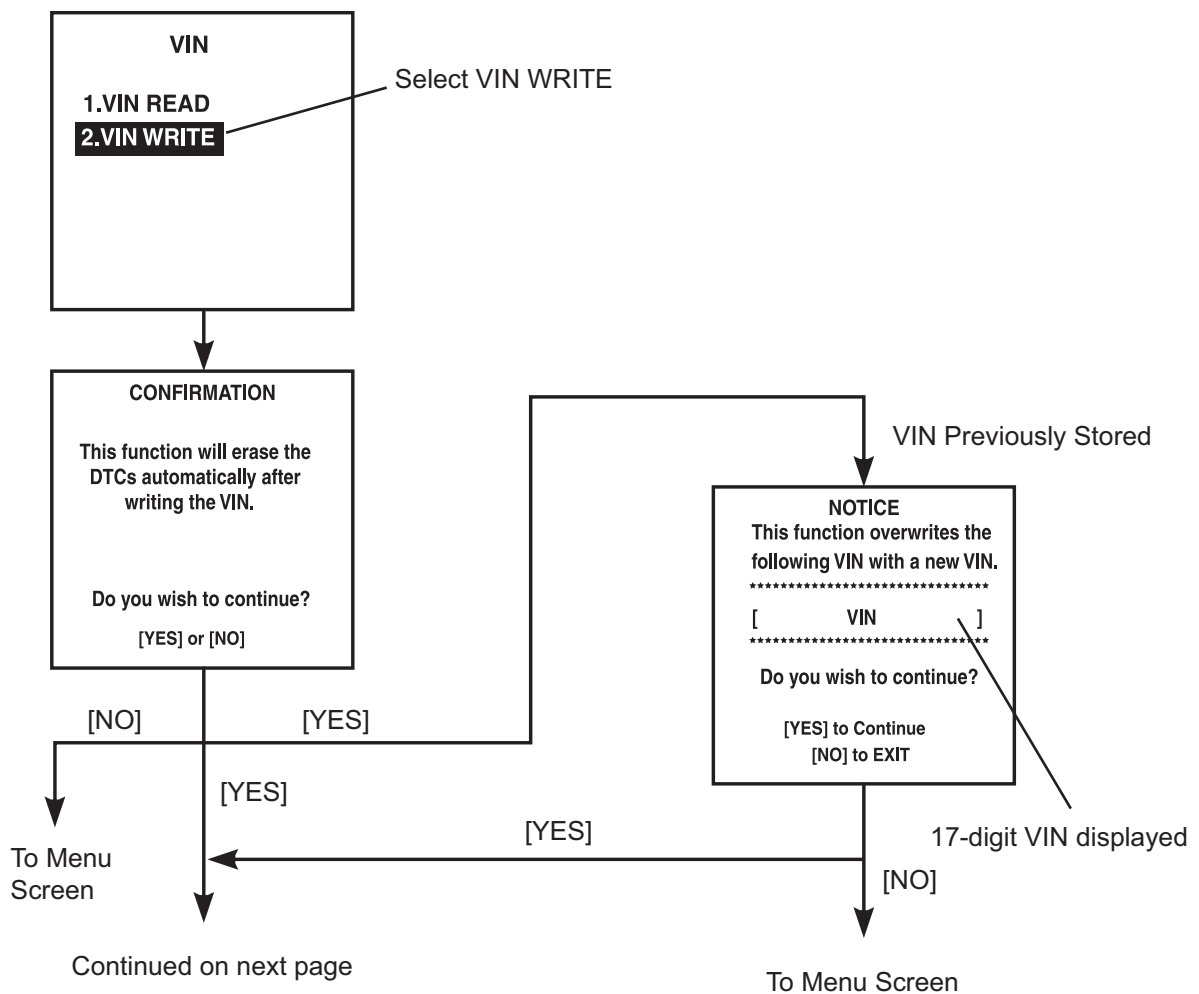 VIN
Select VIN WRITE
1.VIN READ
2.VIN WRITE
CONFIRMATION
This function will erase the
DTCs automatically after
writing the VIN.
Do you wish to continue?
[YES] or [NO]
VIN Previously Stored
NOTICE
This function overwrites the
following VIN with a new VIN.
*******************************
[ VIN ]
*******************************
Do you wish to continue?
[YES] to Continue
[NO] to EXIT
17-digit VIN displayed
[NO]
[YES]
[YES]
[YES]
[NO]
To Menu
Screen
Continued on next page
To Menu Screen